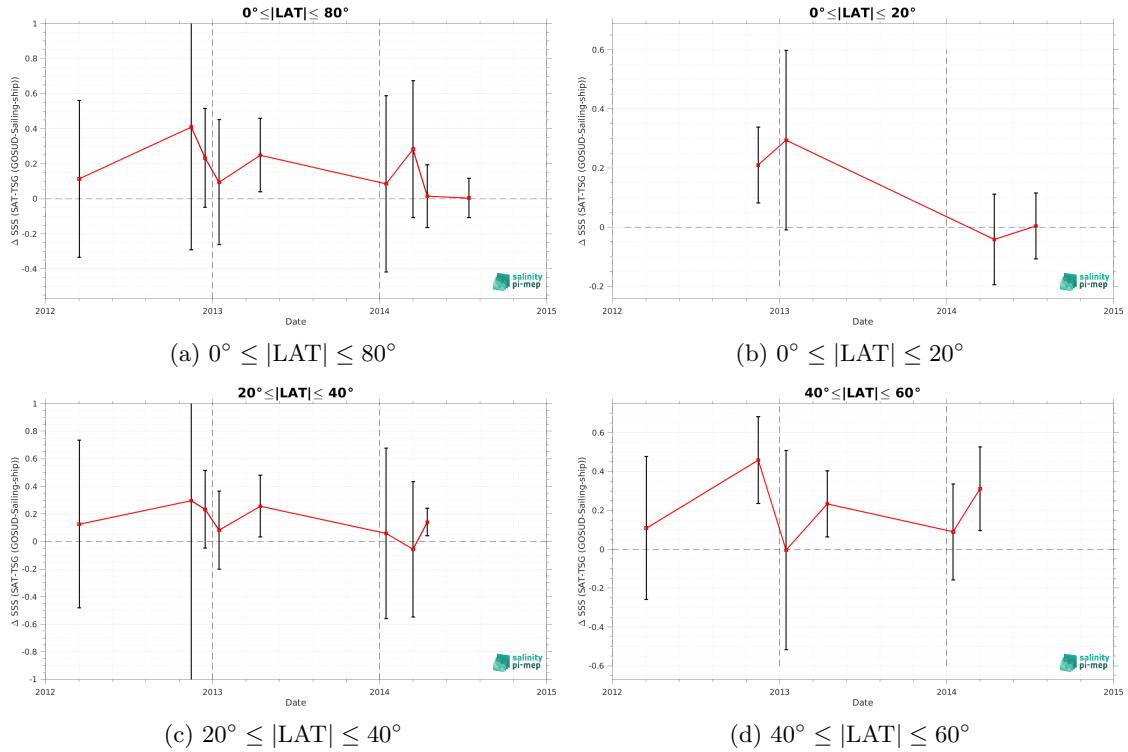 0°≤|LAT|≤ 80°
Δ SSS (SAT-TSG (GOSUD-Sailing-ship))
1
0.8
0.6
0.4
0.2
0
-0.2
-0.4
2012
2013
2014
2015
Date
salinity
pi-mep
(a) 0° ≤ |LAT| ≤ 80°
0°≤|LAT|≤ 20°
Δ SSS (SAT-TSG (GOSUD-Sailing-ship))
0.6
0.4
0.2
0
-0.2
2012
2013
2014
2015
Date
salinity
pi-mep
(b) 0° ≤ |LAT| ≤ 20°
20°≤|LAT|≤ 40°
Δ SSS (SAT-TSG (GOSUD-Sailing-ship))
1
0.8
0.6
0.4
0.2
0
-0.2
-0.4
-0.6
-0.8
-1
2012
2013
2014
2015
Date
salinity
pi-mep
(c) 20° ≤ |LAT| ≤ 40°
40°≤|LAT|≤ 60°
Δ SSS (SAT-TSG (GOSUD-Sailing-ship))
0.6
0.4
0.2
0
-0.2
-0.4
-0.6
2012
2013
2014
2015
Date
salinity
pi-mep
(d) 40° ≤ |LAT| ≤ 60°